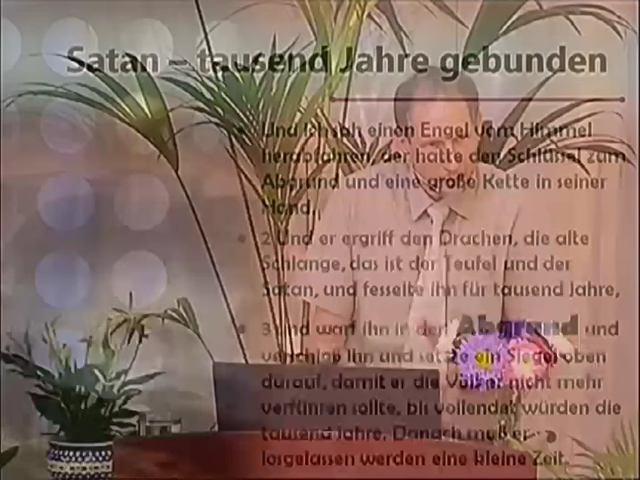 Satan – tausend Jahre gebunden
Und ich sah einen Engel vom Himmel
herabfahren, der hatte den Schlüssel zum
Abgrund und eine große Kette in seiner
Hand.
2 Und er ergriff den Drachen, die alte
Schlange, das ist der Teufel und der
Satan, und fesselte ihn für tausend Jahre,
3 und warf ihn in den Abgrund und
verschloß ihn und setzte ein Siegel oben
darauf, damit er die Völker nicht mehr
verführen sollte, bis vollendet würden die
tausend Jahre. Danach muß er
losgelassen werden eine kleine Zeit.